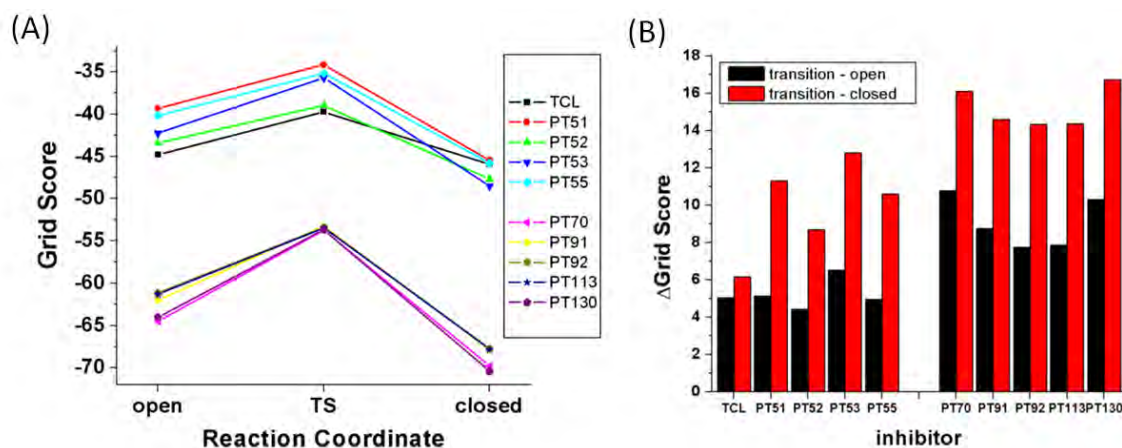 (A)
Grid Score
-35
-40
-45
-50
-55
-60
-65
-70
open TS closed
Reaction Coordinate
TCL
PT51
PT52
PT53
PT55
PT70
PT91
PT92
PT113
PT130
(B)
ΔGrid Score
18
16
14
12
10
8
6
4
2
0
transition - open
transition - closed
TCL PT51 PT52 PT53 PT55 PT70 PT91 PT92 PT113 PT130
inhibitor